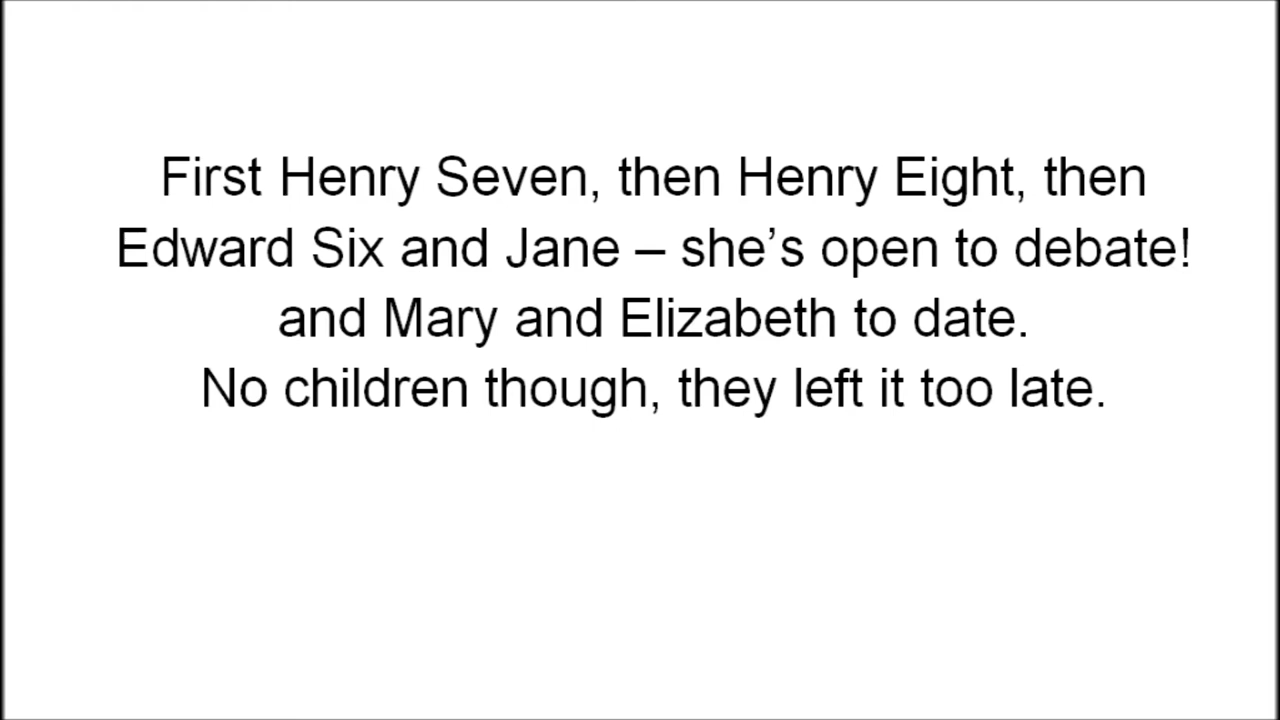 First Henry Seven, then Henry Eight, then
Edward Six and Jane – she’s open to debate!
and Mary and Elizabeth to date.
No children though, they left it too late.